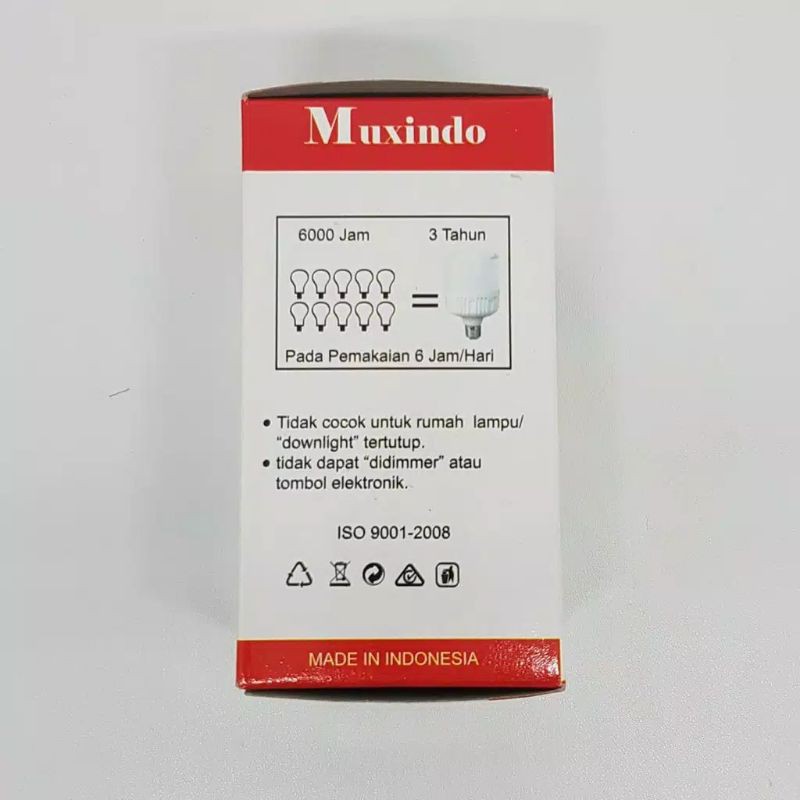 Muxindo
6000 Jam 3 Tahun
=
Pada Pemakaian 6 Jam/Hari
• Tidak cocok untuk rumah lampu/
“downlight” tertutup.
• tidak dapat “didimmer” atau
tombol elektronik.
ISO 9001-2008
MADE IN INDONESIA